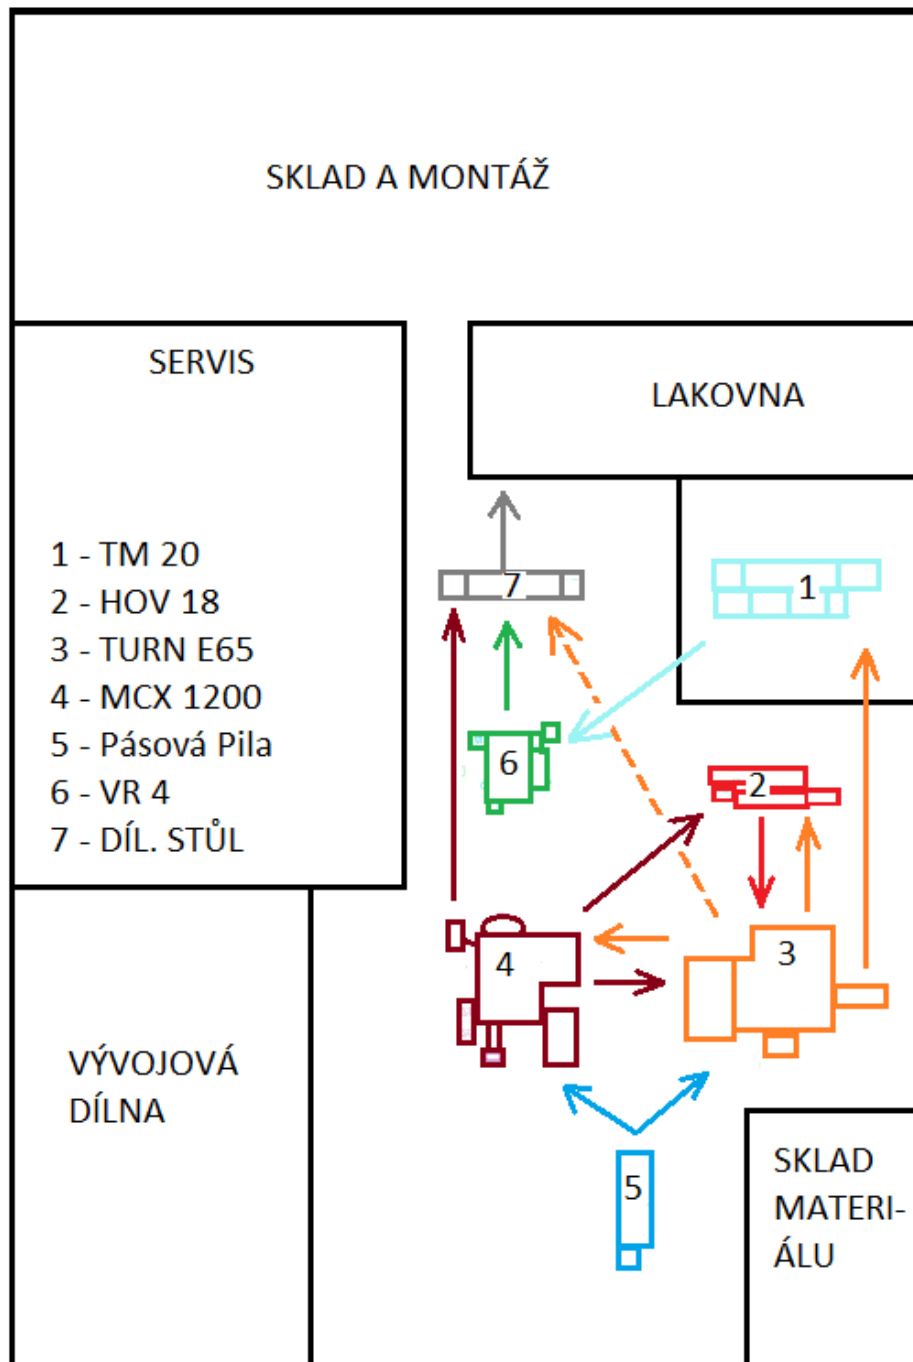 SKLAD A MONTÁŽ
SERVIS
LAKOVNA
1 - TM 20
2 - HOV 18
3 - TURN E65
4 - MCX 1200
5 - Pásová Pila
6 - VR 4
7 - DÍL. STŮL
7
1
6
2
4
3
VÝVOJOVÁ
DÍLNA
5
SKLAD
MATERI-
ÁLU